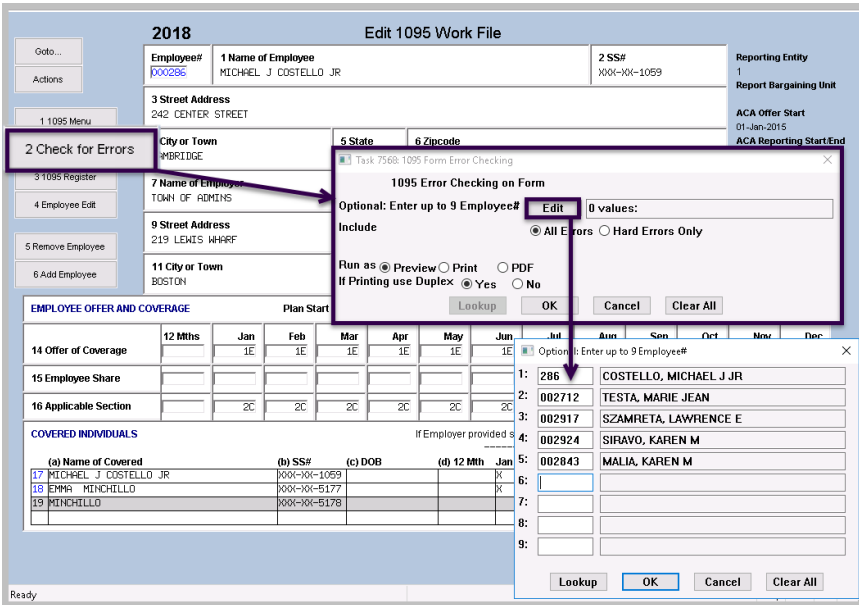 2018 Edit 1095 Work File
Goto...
Actions
1 1095 Menu
2 Check for Errors
3 1095 Register
4 Employee Edit
5 Remove Employee
6 Add Employee
Employee# 1 Name of Employee 2 SS#
000286 MICHAEL J COSTELLO JR XXX-XX-1059
Reporting Entity
1
Report Bargaining Unit
ACA Offer Start
01-Jan-2015
ACA Reporting Start/End
3 Street Address
242 CENTER STREET
City or Town 5 State 6 Zipcode
MBRIDGE
7 Name of Employer
TOWN OF ADMINS
9 Street Address
219 LEWIS WHARF
11 City or Town
BOSTON
Task 7568: 1095 Form Error Checking
1095 Error Checking on Form
Optional: Enter up to 9 Employee# Edit 0 values:
Include All Errors Hard Errors Only
Run as Preview Print PDF
If Printing use Duplex Yes No
Lookup OK Cancel Clear All
EMPLOYEE OFFER AND COVERAGE Plan Start
12 Mths Jan Feb Mar Apr May Jun Jul Aug Sep Oct Nov Dec
14 Offer of Coverage 1E 1E 1E 1E 1E 1E
15 Employee Share
16 Applicable Section 2C 2C 2C 2C 2C 2C
COVERED INDIVIDUALS If Employer provided s
(a) Name of Covered (b) SS# (c) DOB (d) 12 Mth Jan
17 MICHAEL J COSTELLO JR XXX-XX-1059 X
18 EMMA MINCHILLO XXX-XX-5177 X
19 MINCHILLO XXX-XX-5178
Optional: Enter up to 9 Employee#
1: 286 COSTELLO, MICHAEL J JR
2: 002712 TESTA, MARIE JEAN
3: 002917 SZAMRETA, LAWRENCE E
4: 002924 SIRAVO, KAREN M
5: 002843 MALIA, KAREN M
6:
7:
8:
9:
Lookup OK Cancel Clear All
Ready